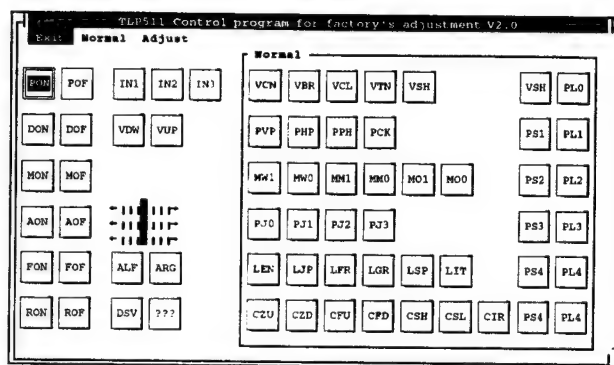 TLP511 Control program for factory's adjustment V2.0
Exit Normal Adjust
Normal
PON POF IN1 IN2 IN3 VCN VBR VCL VTN VSH VSH PL0
DON DOF VDW VUP PVP PHP PPH PCK PS1 PL1
MON MOF MW1 MW0 MM1 MM0 MO1 MO0 PS2 PL2
AON AOF PJ0 PJ1 PJ2 PJ3 PS3 PL3
FON FOF ALF ARG LEN LJP LFR LGR LSP LIT PS4 PL4
RON ROF DSV ??? CZU CZD CFU CFD CSH CSL CIR PS4 PL4